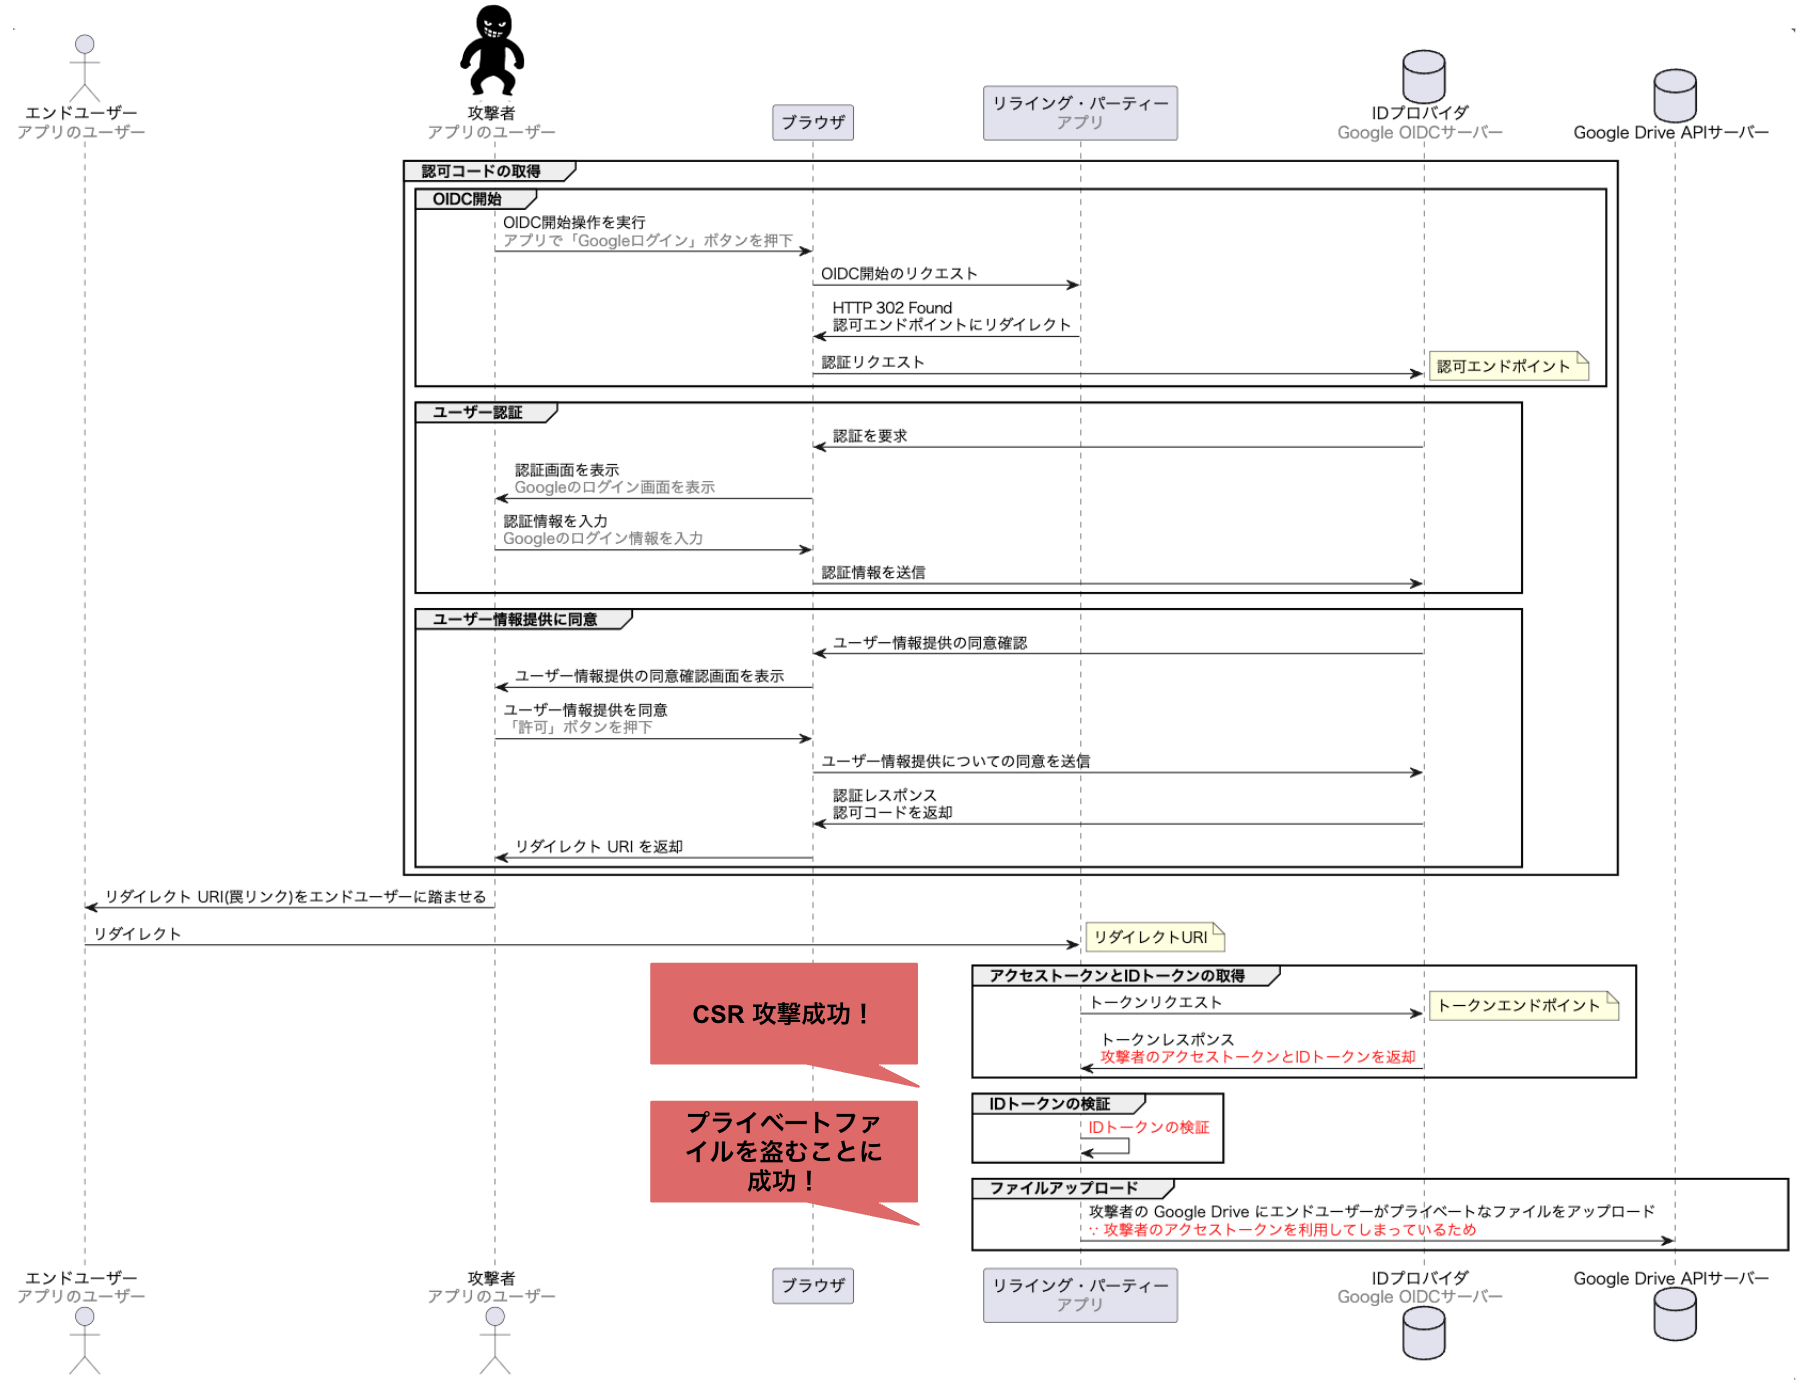 エンドユーザー
アプリのユーザー
攻撃者
アプリのユーザー
ブラウザ
リライング・パーティー
アプリ
IDプロバイダ
Google OIDCサーバー
Google Drive APIサーバー
認可コードの取得
OIDC開始
OIDC開始操作を実行
アプリで「Googleログイン」ボタンを押下
OIDC開始のリクエスト
HTTP 302 Found
認可エンドポイントにリダイレクト
認証リクエスト
認可エンドポイント
ユーザー認証
認証を要求
認証画面を表示
Googleのログイン画面を表示
認証情報を入力
Googleのログイン情報を入力
認証情報を送信
ユーザー情報提供に同意
ユーザー情報提供の同意確認
ユーザー情報提供の同意確認画面を表示
ユーザー情報提供を同意
「許可」ボタンを押下
ユーザー情報提供についての同意を送信
認証レスポンス
認可コードを返却
リダイレクト URI を返却
リダイレクト URI(罠リンク)をエンドユーザーに踏ませる
リダイレクト
リダイレクトURI
CSR 攻撃成功！
アクセストークンとIDトークンの取得
トークンリクエスト
トークンエンドポイント
トークンレスポンス
攻撃者のアクセストークンとIDトークンを返却
プライベートファ
イルを盗むことに
成功！
IDトークンの検証
IDトークンの検証
ファイルアップロード
攻撃者の Google Drive にエンドユーザーがプライベートなファイルをアップロード
∵ 攻撃者のアクセストークンを利用してしまっているため
エンドユーザー
アプリのユーザー
攻撃者
アプリのユーザー
ブラウザ
リライング・パーティー
アプリ
IDプロバイダ
Google OIDCサーバー
Google Drive APIサーバー